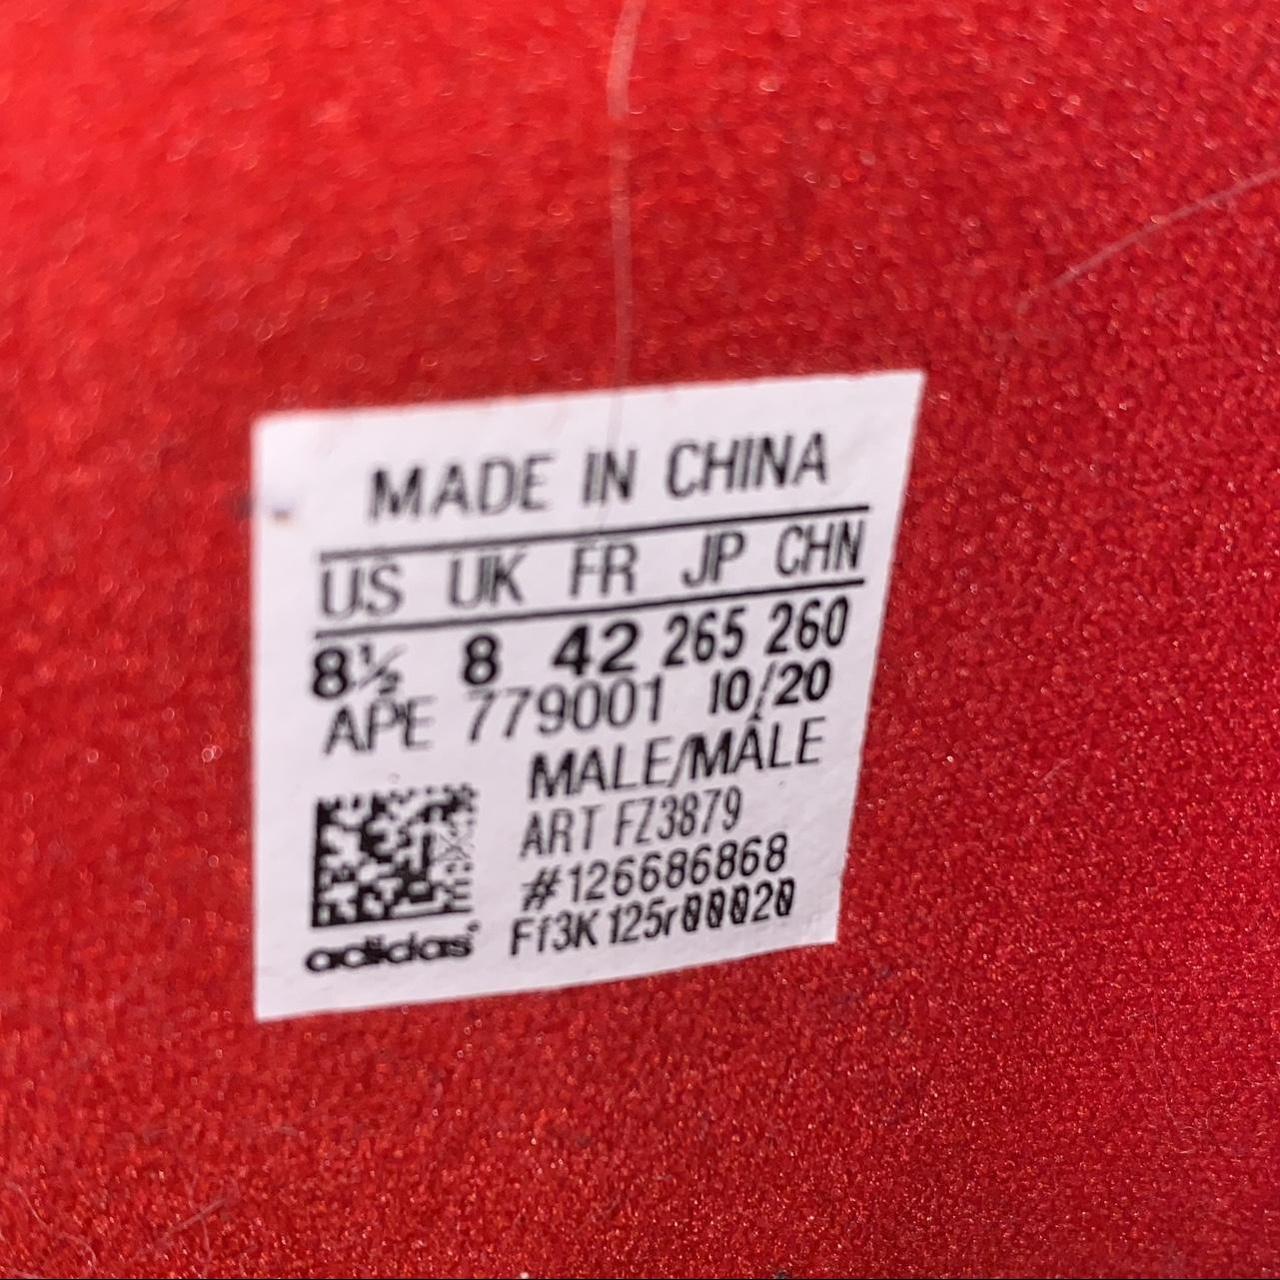 MADE IN CHINA
US UK FR JP CHN
8½ 8 42 265 260
APE 779001 10/20
MALE/MÂLE
ART FZ3879
#126686868
Ff3K125r00020
adidas